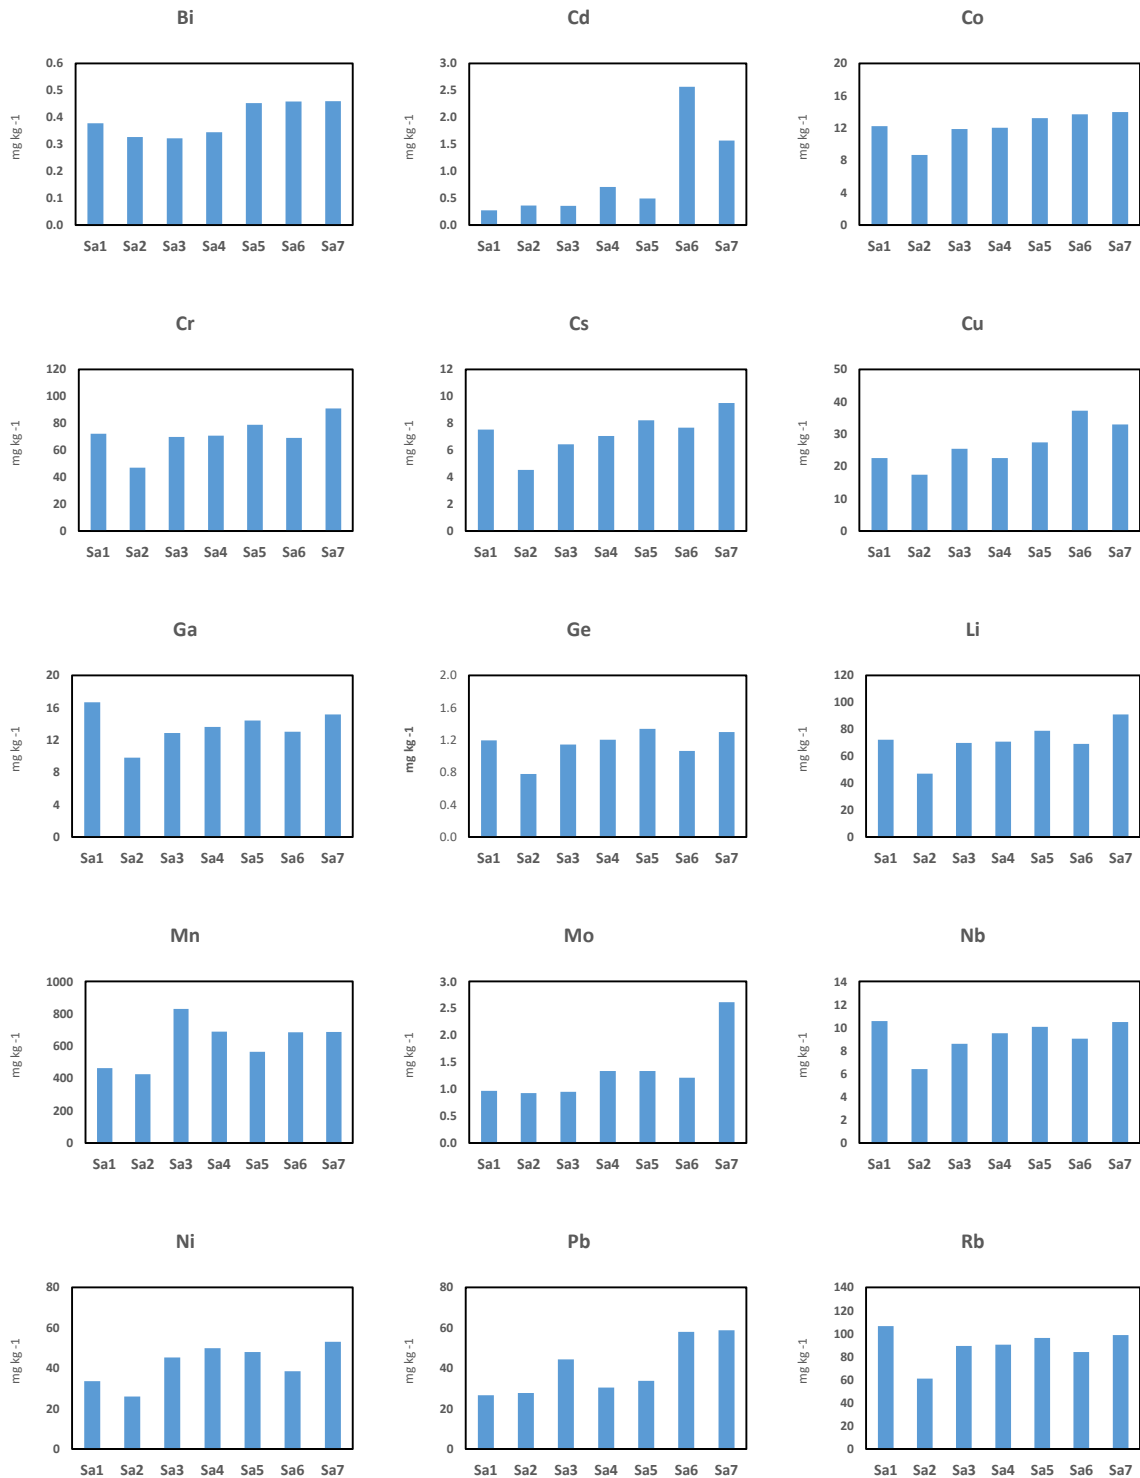 Bi
Cd
Co
0.6
0.5
0.4
0.3
0.2
0.1
0.0
mg kg -1
Sa1 Sa2 Sa3 Sa4 Sa5 Sa6 Sa7
3.0
2.5
2.0
1.5
1.0
0.5
0.0
mg kg -1
Sa1 Sa2 Sa3 Sa4 Sa5 Sa6 Sa7
20
16
12
8
4
0
mg kg -1
Sa1 Sa2 Sa3 Sa4 Sa5 Sa6 Sa7
Cr
Cs
Cu
120
100
80
60
40
20
0
mg kg -1
Sa1 Sa2 Sa3 Sa4 Sa5 Sa6 Sa7
12
10
8
6
4
2
0
mg kg -1
Sa1 Sa2 Sa3 Sa4 Sa5 Sa6 Sa7
50
40
30
20
10
0
mg kg -1
Sa1 Sa2 Sa3 Sa4 Sa5 Sa6 Sa7
Ga
Ge
Li
20
16
12
8
4
0
mg kg -1
Sa1 Sa2 Sa3 Sa4 Sa5 Sa6 Sa7
2.0
1.6
1.2
0.8
0.4
0.0
mg kg -1
Sa1 Sa2 Sa3 Sa4 Sa5 Sa6 Sa7
120
100
80
60
40
20
0
mg kg -1
Sa1 Sa2 Sa3 Sa4 Sa5 Sa6 Sa7
Mn
Mo
Nb
1000
800
600
400
200
0
mg kg -1
Sa1 Sa2 Sa3 Sa4 Sa5 Sa6 Sa7
3.0
2.5
2.0
1.5
1.0
0.5
0.0
mg kg -1
Sa1 Sa2 Sa3 Sa4 Sa5 Sa6 Sa7
14
12
10
8
6
4
2
0
mg kg -1
Sa1 Sa2 Sa3 Sa4 Sa5 Sa6 Sa7
Ni
Pb
Rb
80
60
40
20
0
mg kg -1
Sa1 Sa2 Sa3 Sa4 Sa5 Sa6 Sa7
80
60
40
20
0
mg kg -1
Sa1 Sa2 Sa3 Sa4 Sa5 Sa6 Sa7
140
120
100
80
60
40
20
0
mg kg -1
Sa1 Sa2 Sa3 Sa4 Sa5 Sa6 Sa7